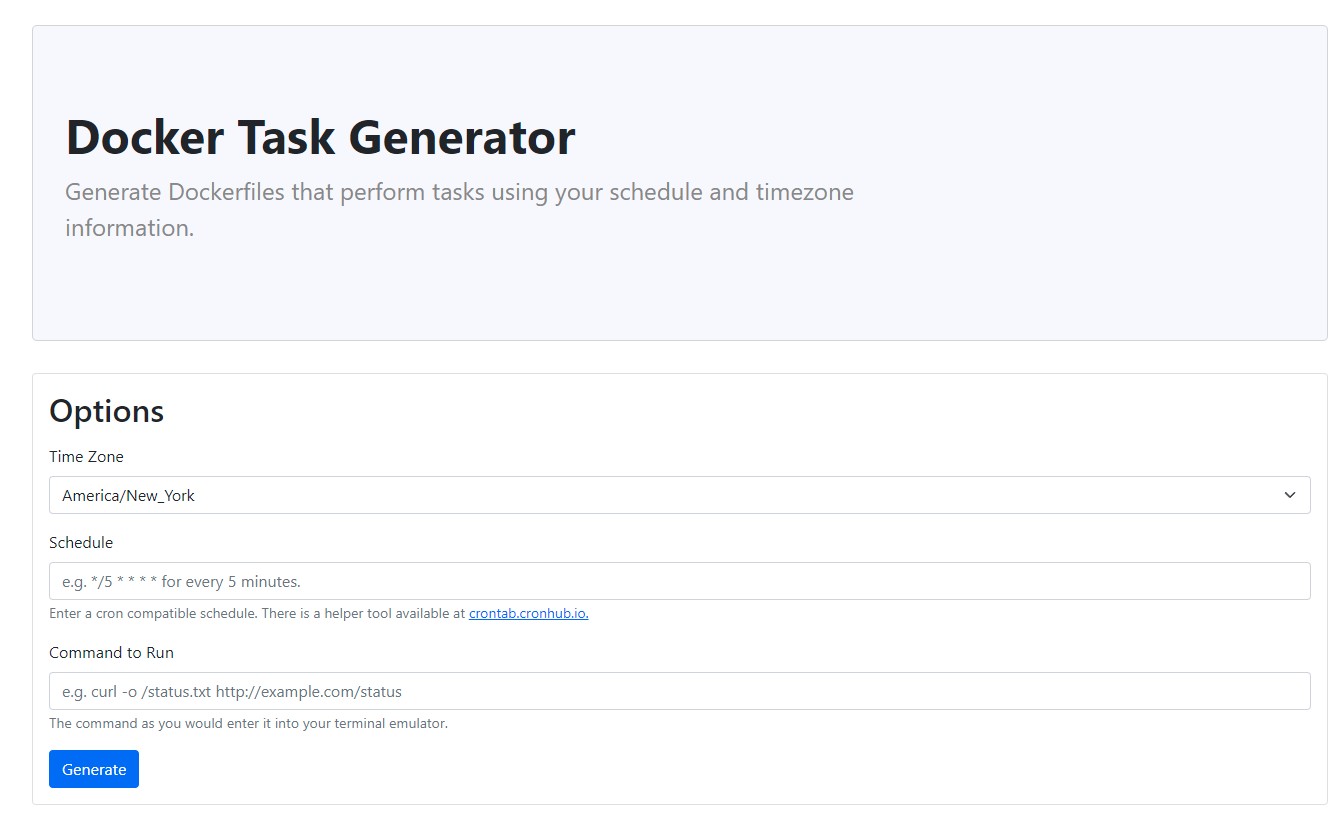 Docker Task Generator
Generate Dockerfiles that perform tasks using your schedule and timezone
information.
Options
Time Zone
America/New_York
Schedule
e.g. */5 * * * * for every 5 minutes.
Enter a cron compatible schedule. There is a helper tool available at crontab.cronhub.io.
Command to Run
e.g. curl -o /status.txt http://example.com/status
The command as you would enter it into your terminal emulator.
Generate